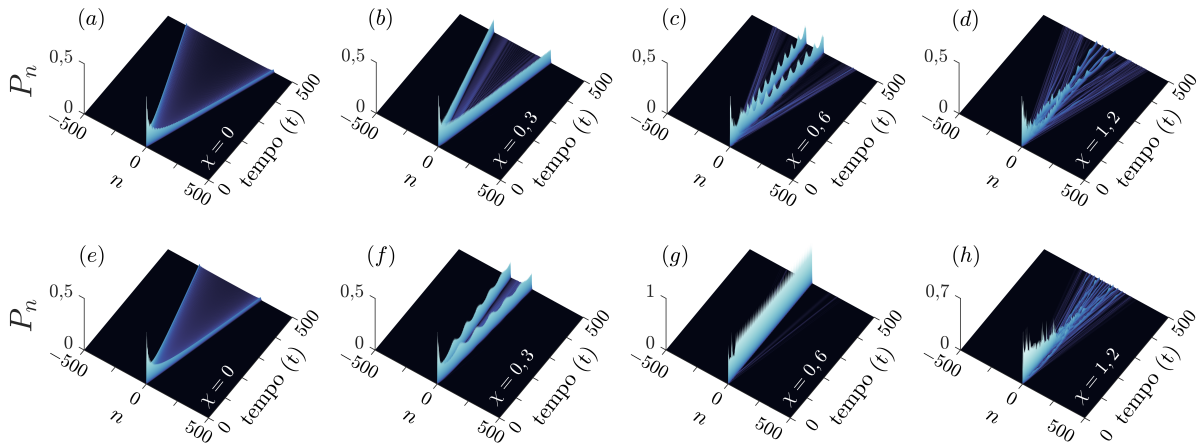 (a)
P_n
0,5
0
−500
0
n
500
0
tempo (t)
500
χ = 0
(b)
0,5
0
−500
0
n
500
0
tempo (t)
500
χ = 0,3
(c)
0,5
0
−500
0
n
500
0
tempo (t)
500
χ = 0,6
(d)
0,5
0
−500
0
n
500
0
tempo (t)
500
χ = 1,2
(e)
P_n
0,5
0
−500
0
n
500
0
tempo (t)
500
χ = 0
(f)
0,5
0
−500
0
n
500
0
tempo (t)
500
χ = 0,3
(g)
1
0
−500
0
n
500
0
tempo (t)
500
χ = 0,6
(h)
0,7
0
−500
0
n
500
0
tempo (t)
500
χ = 1,2